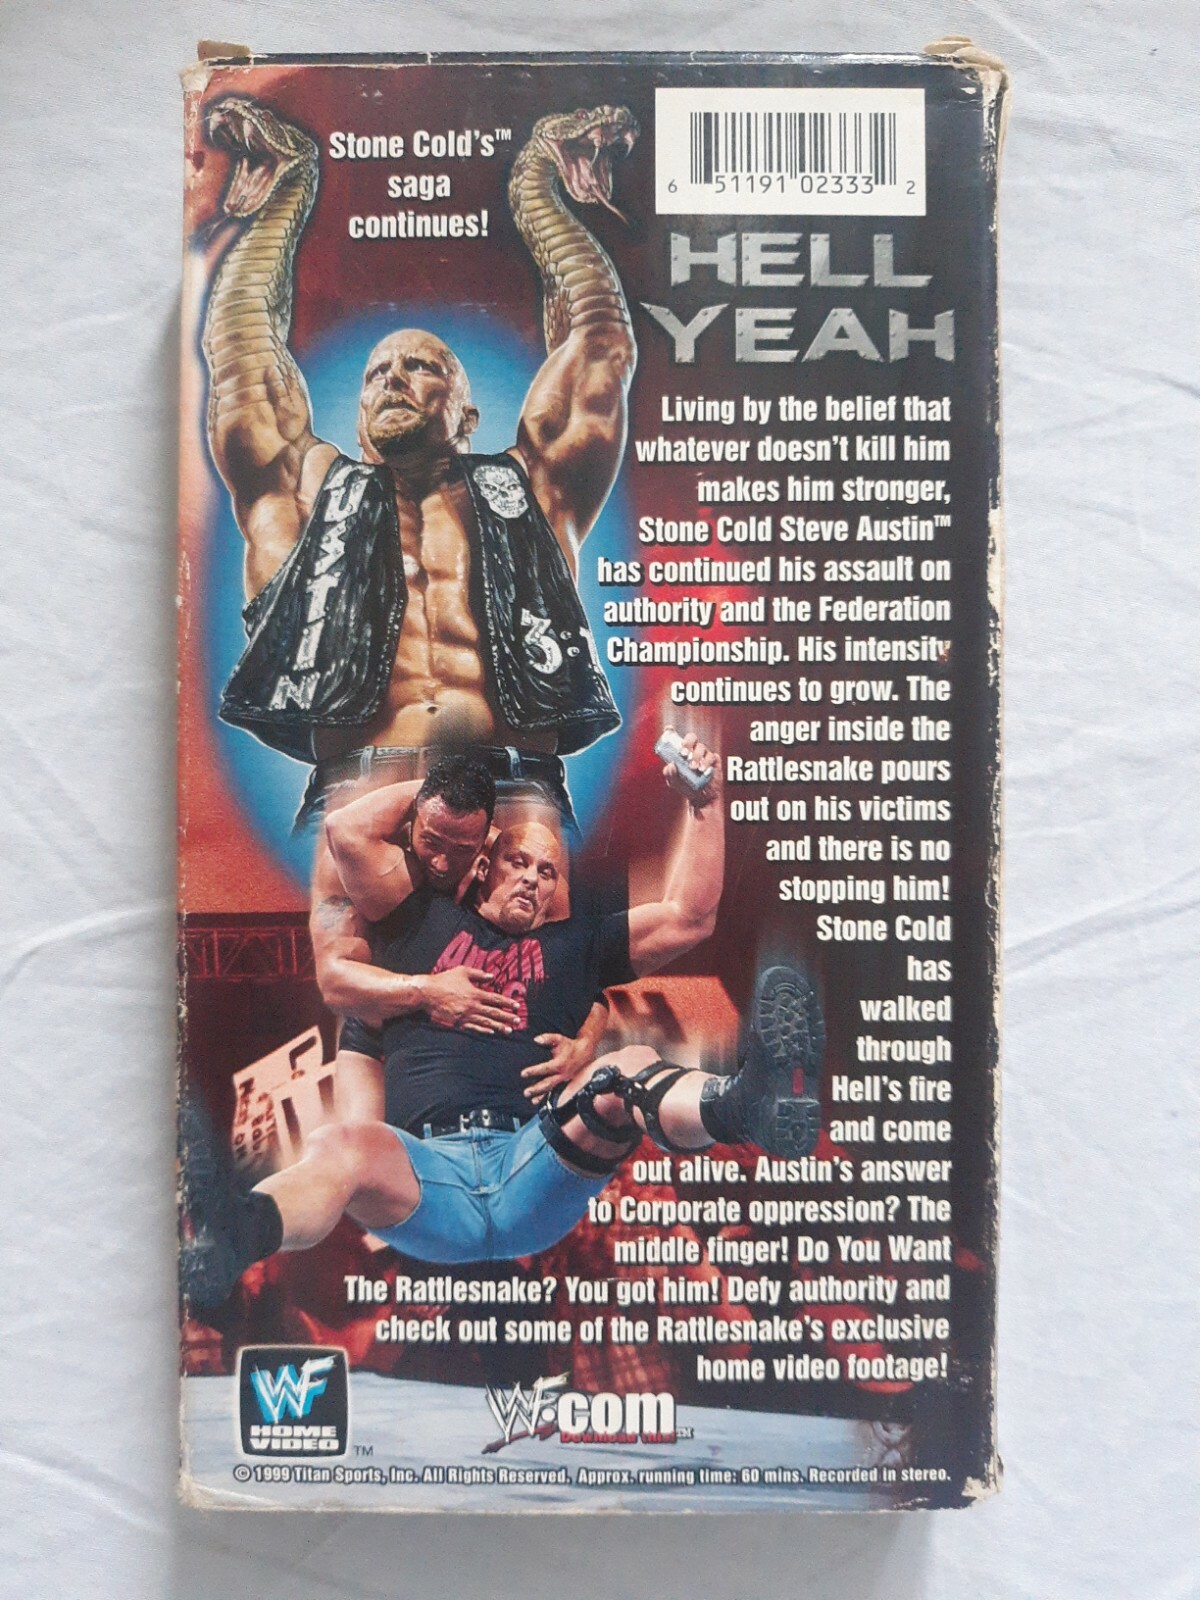 Stone Cold's™
saga
continues!
6 51191 02333 2
HELL
YEAH
Living by the belief that
whatever doesn't kill him
makes him stronger,
Stone Cold Steve Austin™
has continued his assault on
authority and the Federation
Championship. His intensity
continues to grow. The
anger inside the
Rattlesnake pours
out on his victims
and there is no
stopping him!
Stone Cold
has
walked
through
Hell's fire
and come
out alive. Austin's answer
to Corporate oppression? The
middle finger! Do You Want
The Rattlesnake? You got him! Defy authority and
check out some of the Rattlesnake's exclusive
home video footage!
AUSTIN
3:1
WF
HOME
VIDEO
™
WF.com
Download This!
© 1999 Titan Sports, Inc. All Rights Reserved. Approx. running time: 60 mins. Recorded in stereo.